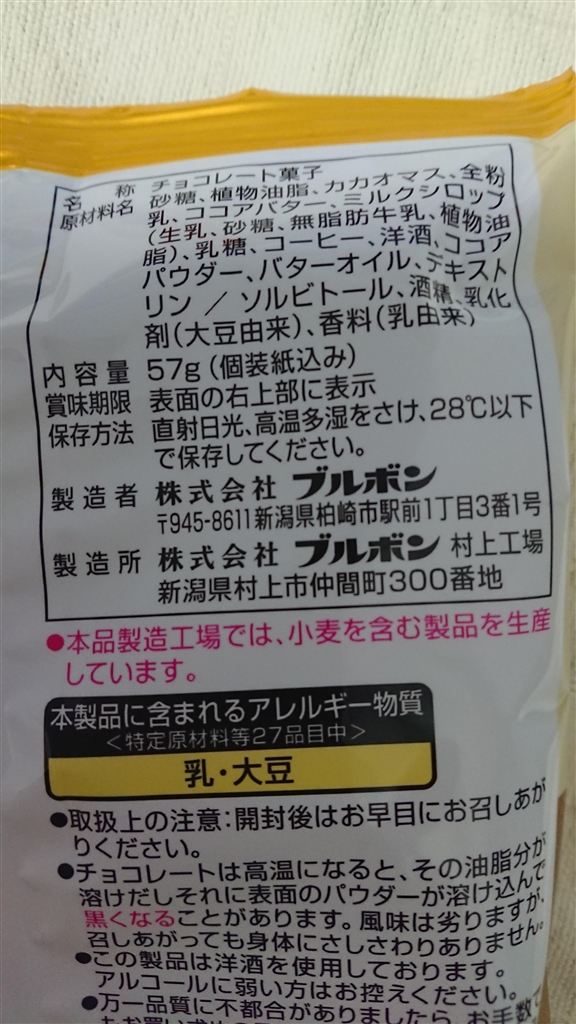 名称 チョコレート菓子
原材料名 砂糖、植物油脂、カカオマス、全粉
乳、ココアバター、ミルクシロップ
(生乳、砂糖、無脂肪牛乳、植物油
脂)、乳糖、コーヒー、洋酒、ココア
パウダー、バターオイル、デキスト
リン / ソルビトール、酒精、乳化
剤(大豆由来)、香料(乳由来)
内容量 57g(個装紙込み)
賞味期限 表面の右上部に表示
保存方法 直射日光、高温多湿をさけ、28℃以下
で保存してください。
製造者 株式会社 ブルボン
〒945-8611新潟県柏崎市駅前1丁目3番1号
製造所 株式会社 ブルボン 村上工場
新潟県村上市仲間町300番地
●本品製造工場では、小麦を含む製品を生産
しています。
本製品に含まれるアレルギー物質
<特定原材料等27品目中>
乳・大豆
●取扱上の注意:開封後はお早目にお召しあが
りください。
●チョコレートは高温になると、その油脂分が
溶けだしそれに表面のパウダーが溶け込んで
黒くなることがあります。風味は劣りますが、
召しあがっても身体にさしさわりありません。
●この製品は洋酒を使用しております。
アルコールに弱い方はお控えください。
●万一品質に不都合がありましたら、お手数で